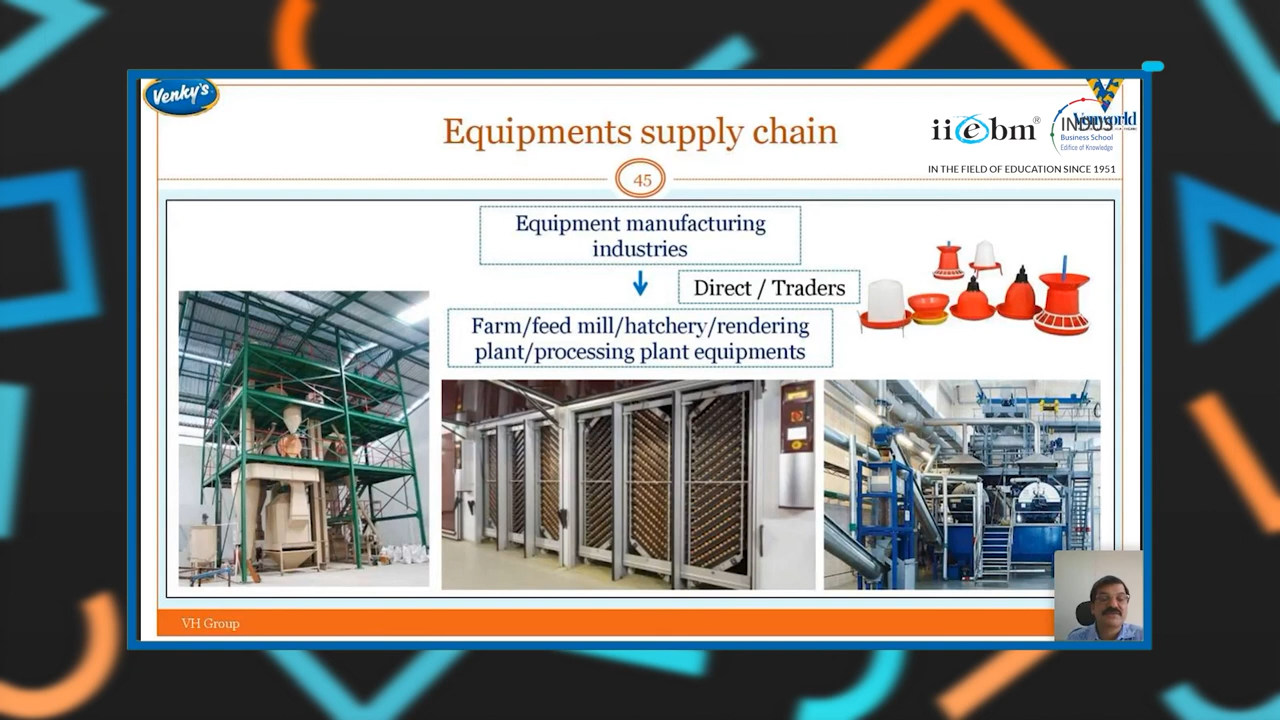 Venky's
Equipments supply chain
iiebm®
INDUS
Business School
Edifice of Knowledge
IN THE FIELD OF EDUCATION SINCE 1951
45
Equipment manufacturing
industries
Direct / Traders
Farm/feed mill/hatchery/rendering
plant/processing plant equipments
VH Group